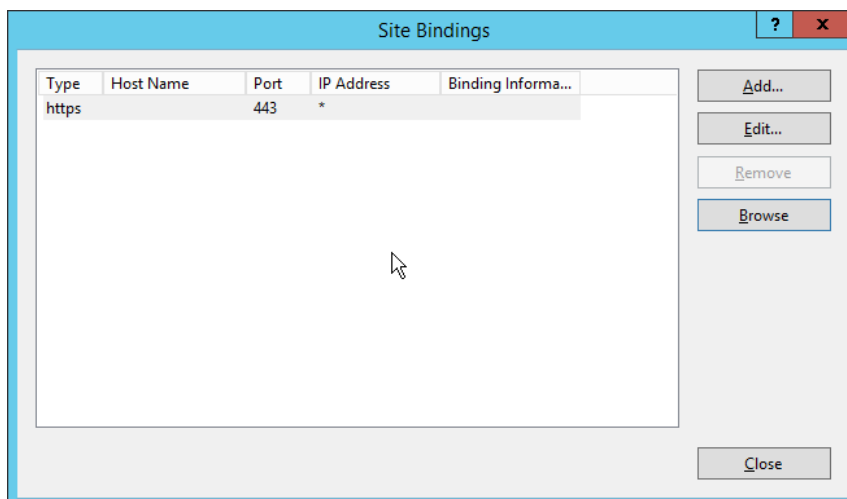 Site Bindings
? x
Type Host Name Port IP Address Binding Informa...
https 443 *
Add...
Edit...
Remove
Browse
Close